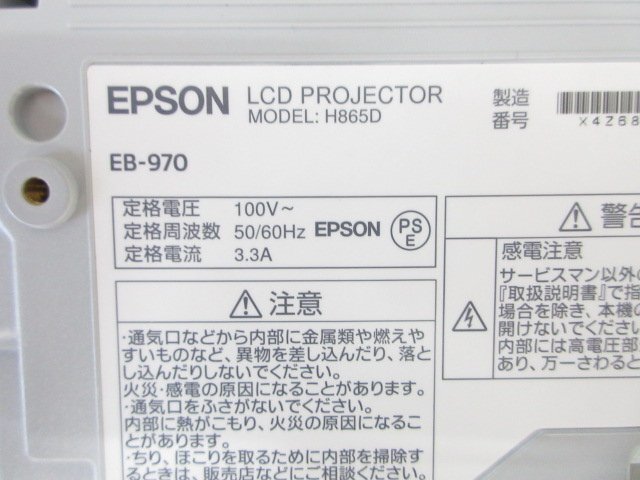 EPSON LCD PROJECTOR
MODEL: H865D
製造
番号
X4Z68
EB-970
定格電圧 100V～
定格周波数 50/60Hz
定格電流 3.3A
EPSON
PS
E
注意
・通気口などから内部に金属類や燃えや
すいものなど、異物を差し込んだり、落と
し込んだりしないでください。
火災・感電の原因になることがあります。
・通気口をふさがないでください。
内部に熱がこもり、火災の原因になるこ
とがあります。
・ちり、ほこりを取るために内部を掃除す
るときは、販売店などにご相談ください。
警告
感電注意
サービスマン以外の
『取扱説明書』で指
場合を除き、本機の
開けないでください
内部には高電圧部
あり、万一さわると